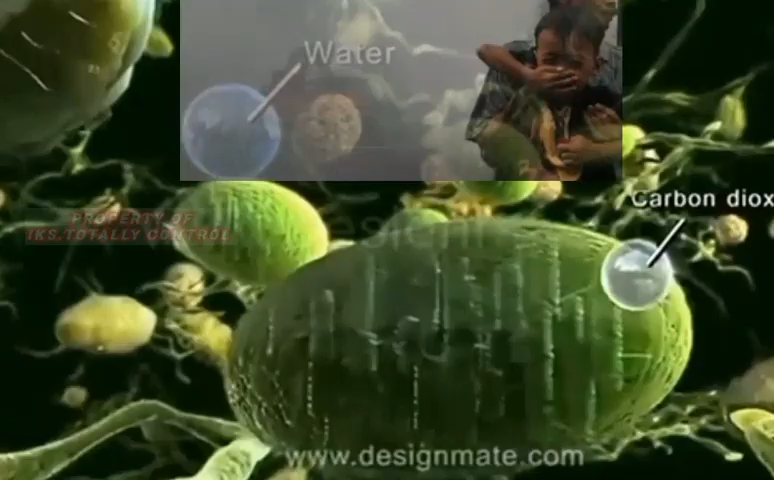 Water
Carbon diox
PROPERTY OF
IKS.TOTALLY CONTROL
www.designmate.com